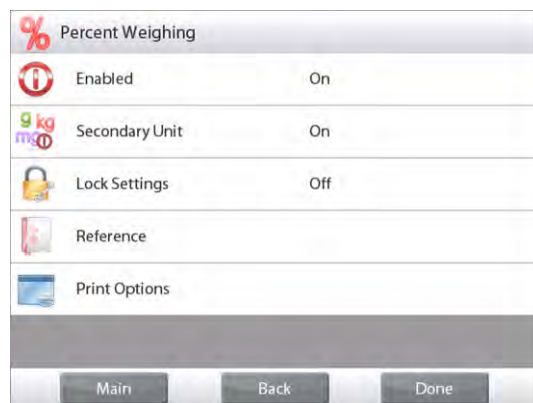 % Percent Weighing
Enabled On
g kg mg Secondary Unit On
Lock Settings Off
Reference
Print Options
Main Back Done